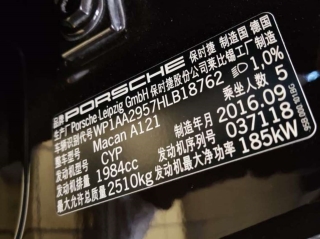 品牌 PORSCHE 保时捷 制造国 德国
生产厂 Porsche Leipzig GmbH 保时捷股份公司莱比锡工厂
车辆识别代号 WP1AA2957HLB18762 1,0%
整车型号 Macan A121 乘坐人数 5
发动机型号 CYP 制造年月 2016.09
发动机排量 1984cc 发动机序号 037118
最大允许总质量 2510kg 发动机最大净功率 185kW